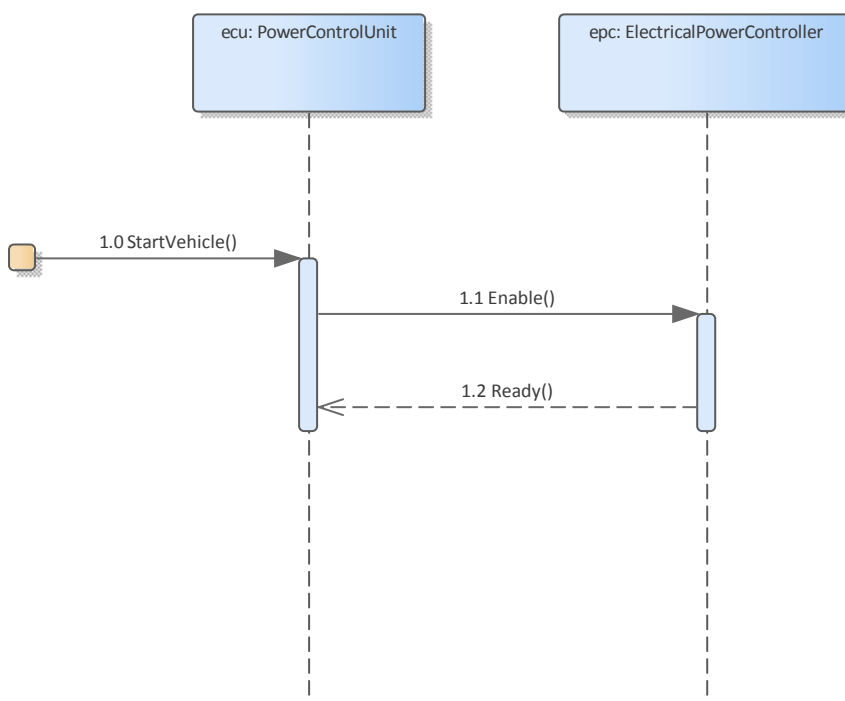 ecu: PowerControlUnit
epc: ElectricalPowerController
1.0 StartVehicle()
1.1 Enable()
1.2 Ready()